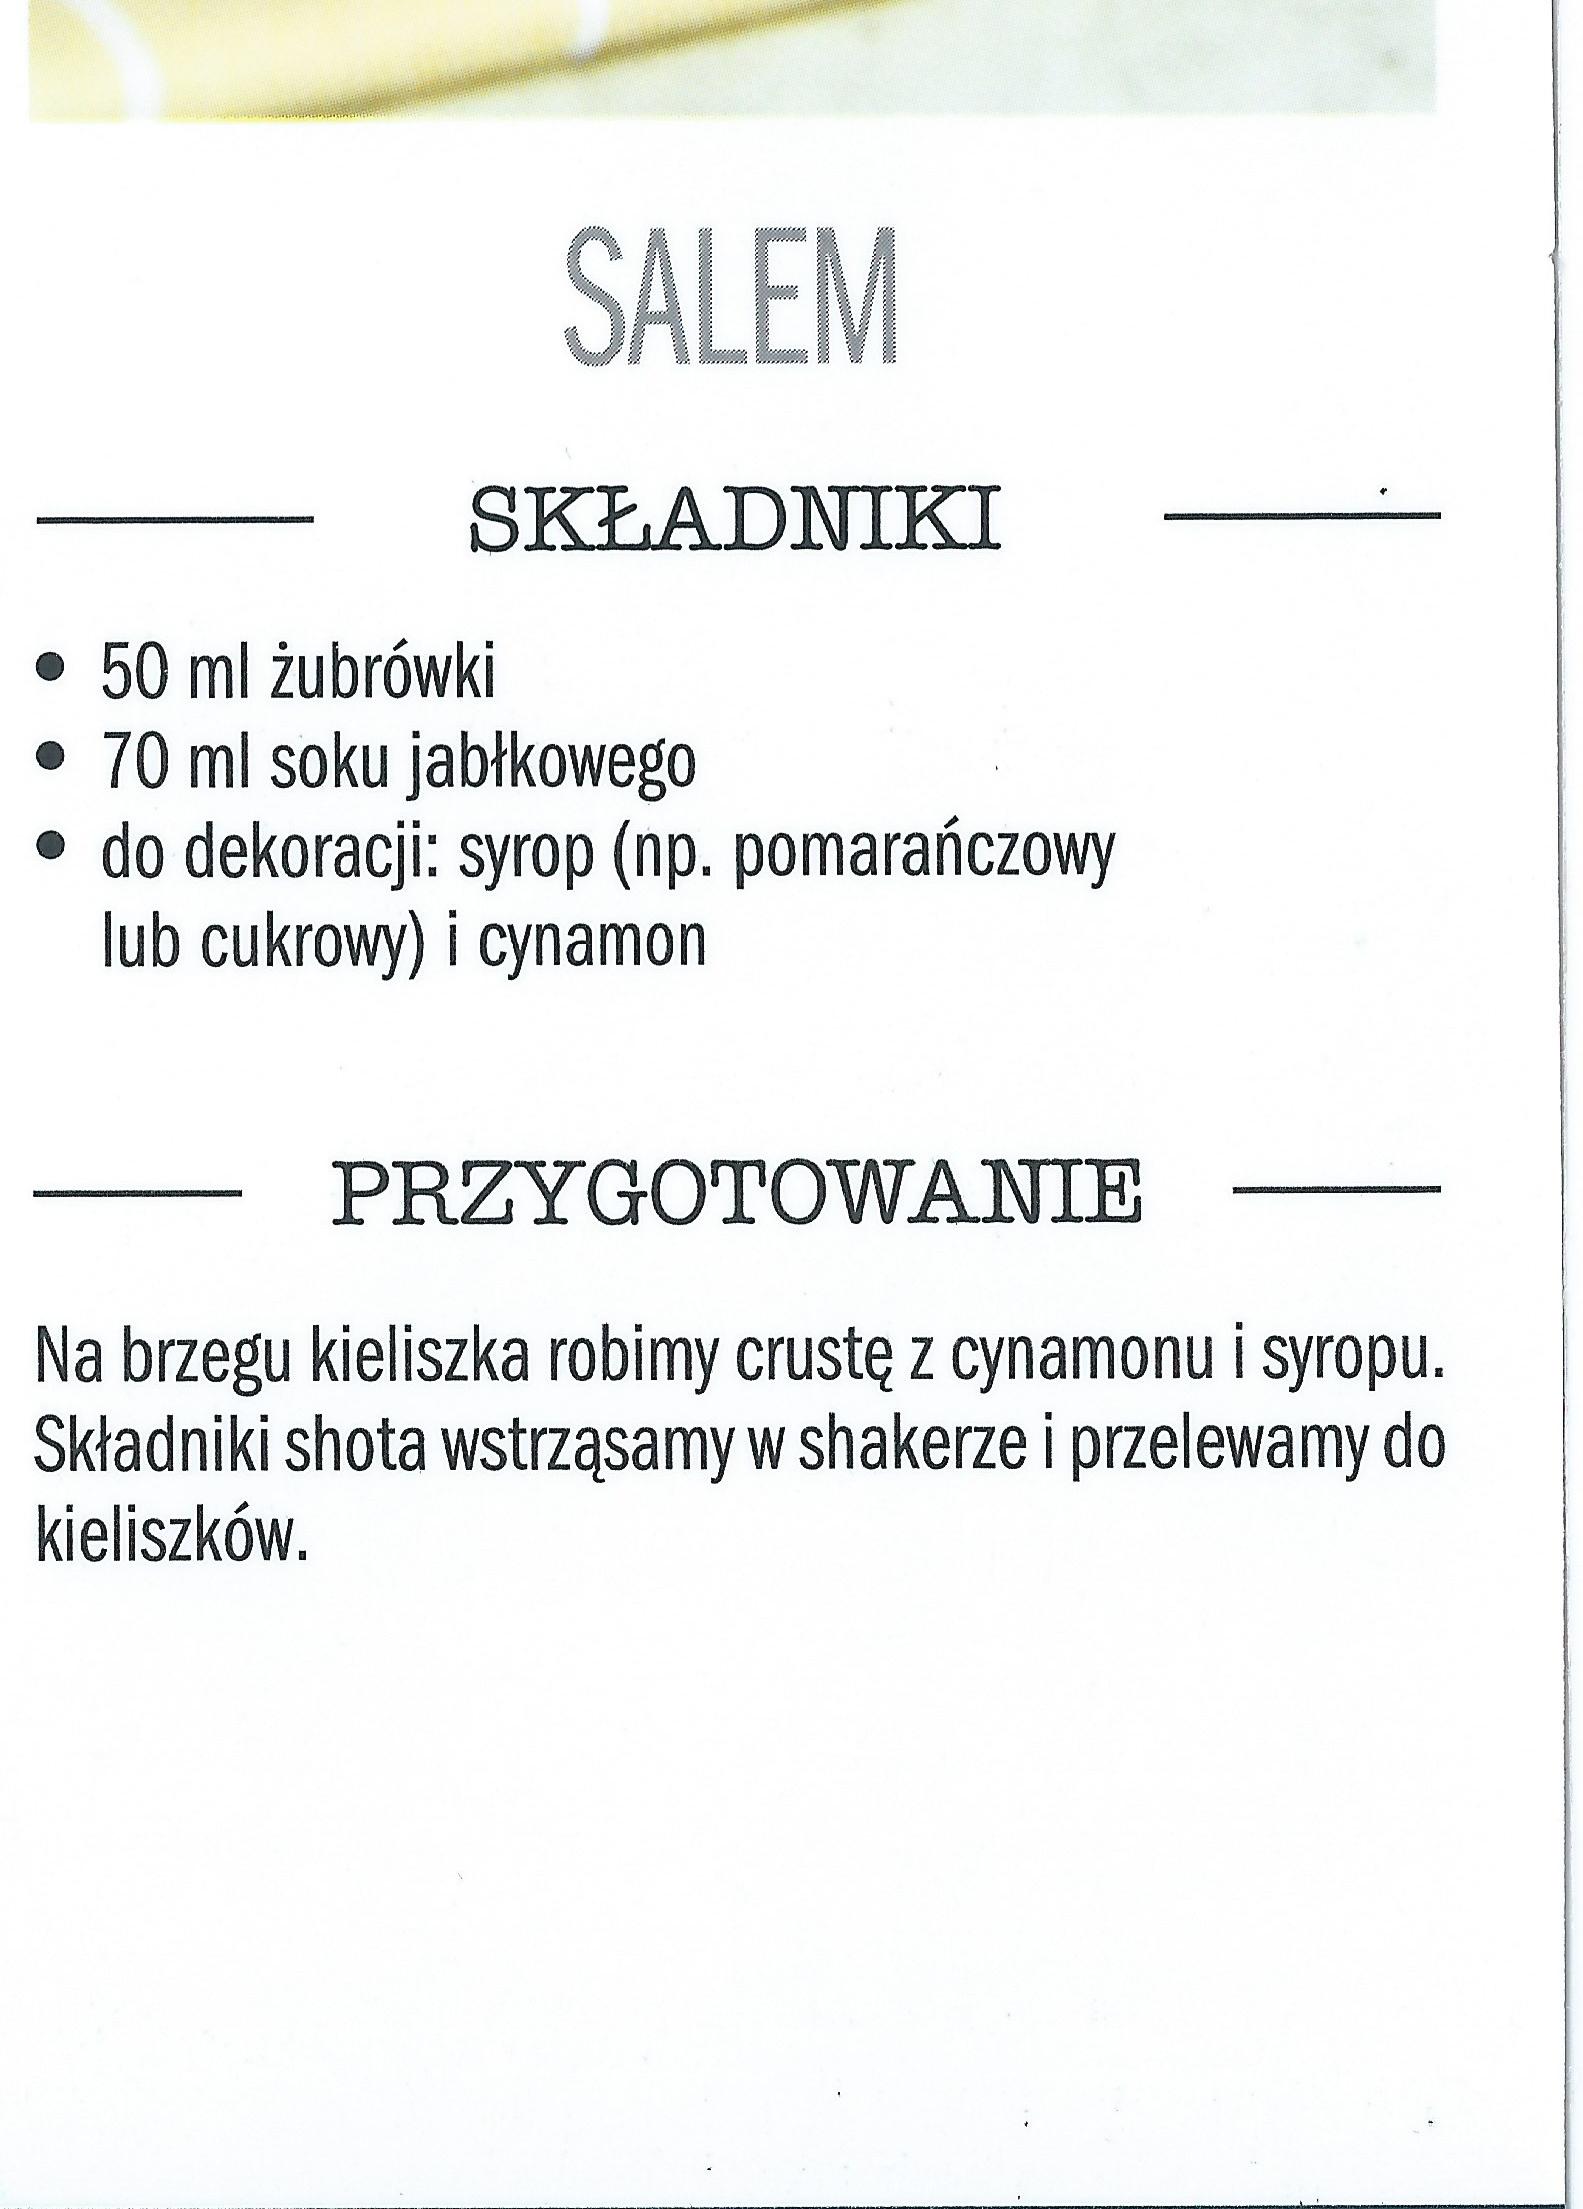 SALEM
SKŁADNIKI
• 50 ml żubrówki
• 70 ml soku jabłkowego
• do dekoracji: syrop (np. pomarańczowy
lub cukrowy) i cynamon
PRZYGOTOWANIE
Na brzegu kieliszka robimy crustę z cynamonu i syropu.
Składniki shota wstrząsamy w shakerze i przelewamy do
kieliszków.